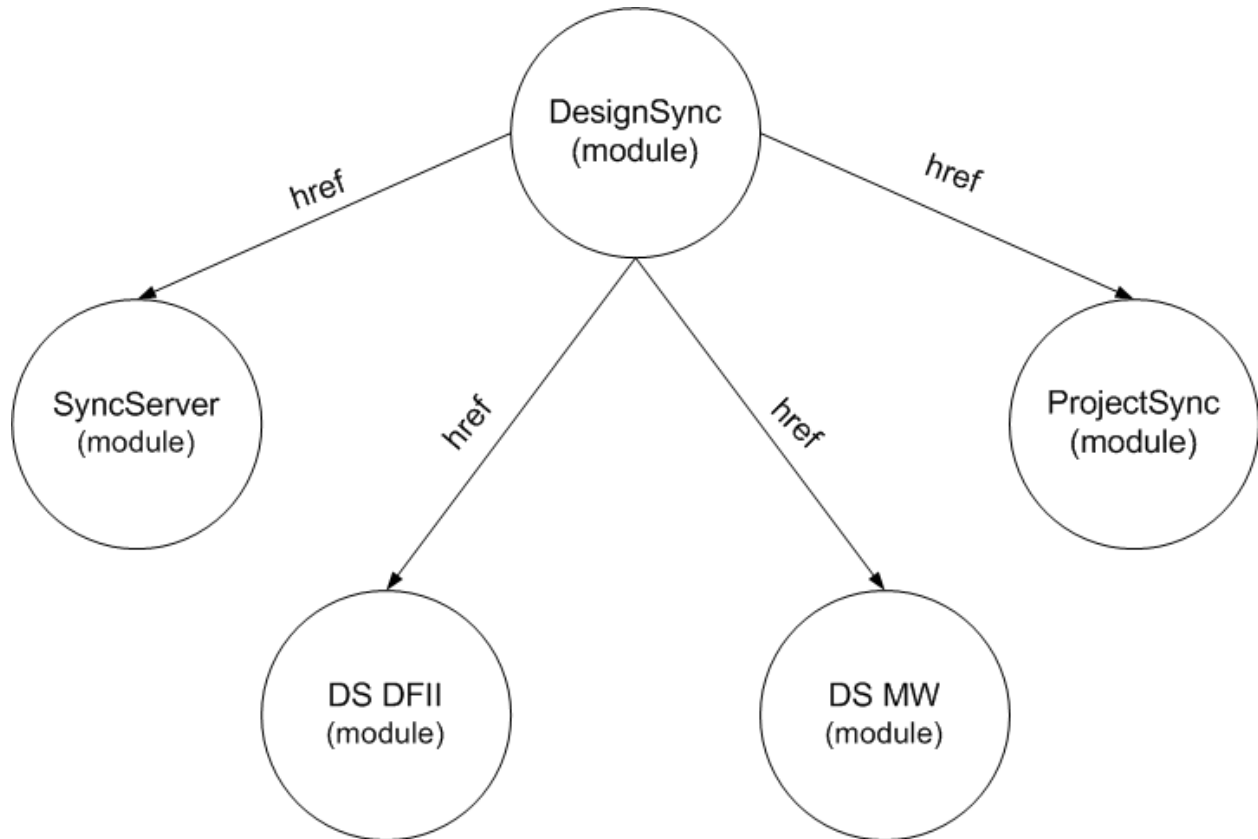 DesignSync
(module)
href
href
SyncServer
(module)
ProjectSync
(module)
href
href
DS DFII
(module)
DS MW
(module)